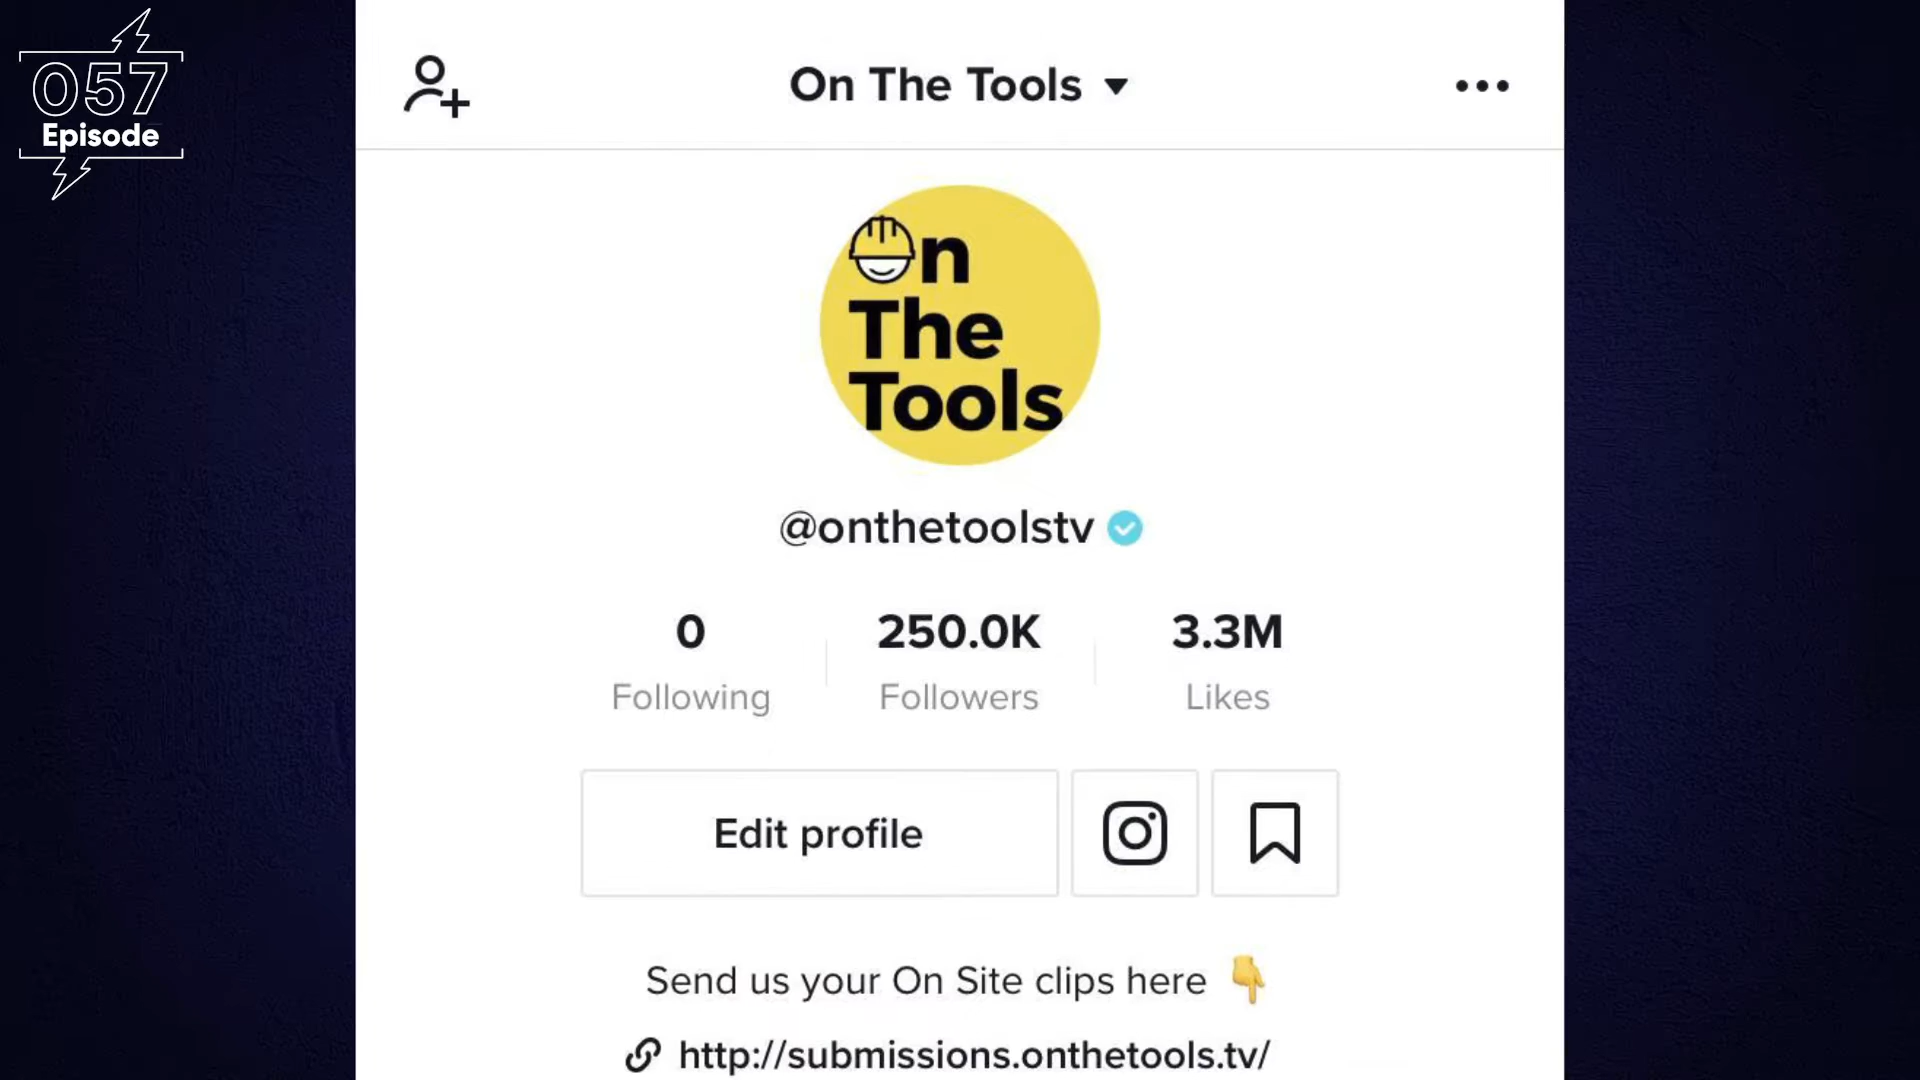 057
Episode
On The Tools
On
The
Tools
@onthetoolstv
0
250.0K
3.3M
Following
Followers
Likes
Edit profile
Send us your On Site clips here 👇
http://submissions.onthetools.tv/